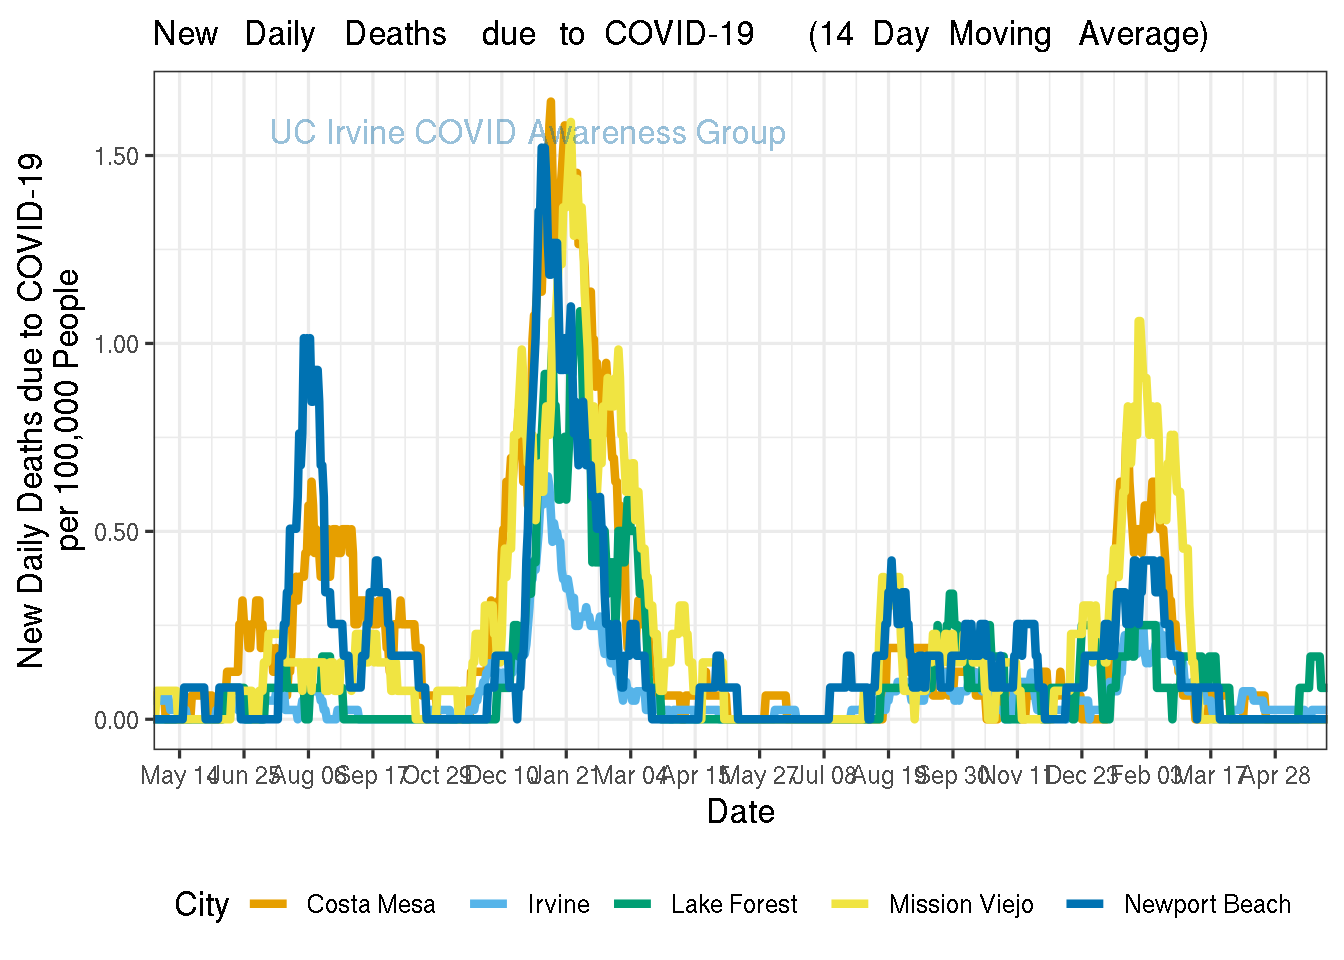 New Daily Deaths due to COVID-19 (14 Day Moving Average)
UC Irvine COVID Awareness Group
New Daily Deaths due to COVID-19
per 100,000 People
1.50
1.00
0.50
0.00
May 14 Jun 25 Aug 06 Sep 17 Oct 29 Dec 10 Jan 21 Mar 04 Apr 15 May 27 Jul 08 Aug 19 Sep 30 Nov 11 Dec 23 Feb 03 Mar 17 Apr 28
Date
City Costa Mesa Irvine Lake Forest Mission Viejo Newport Beach